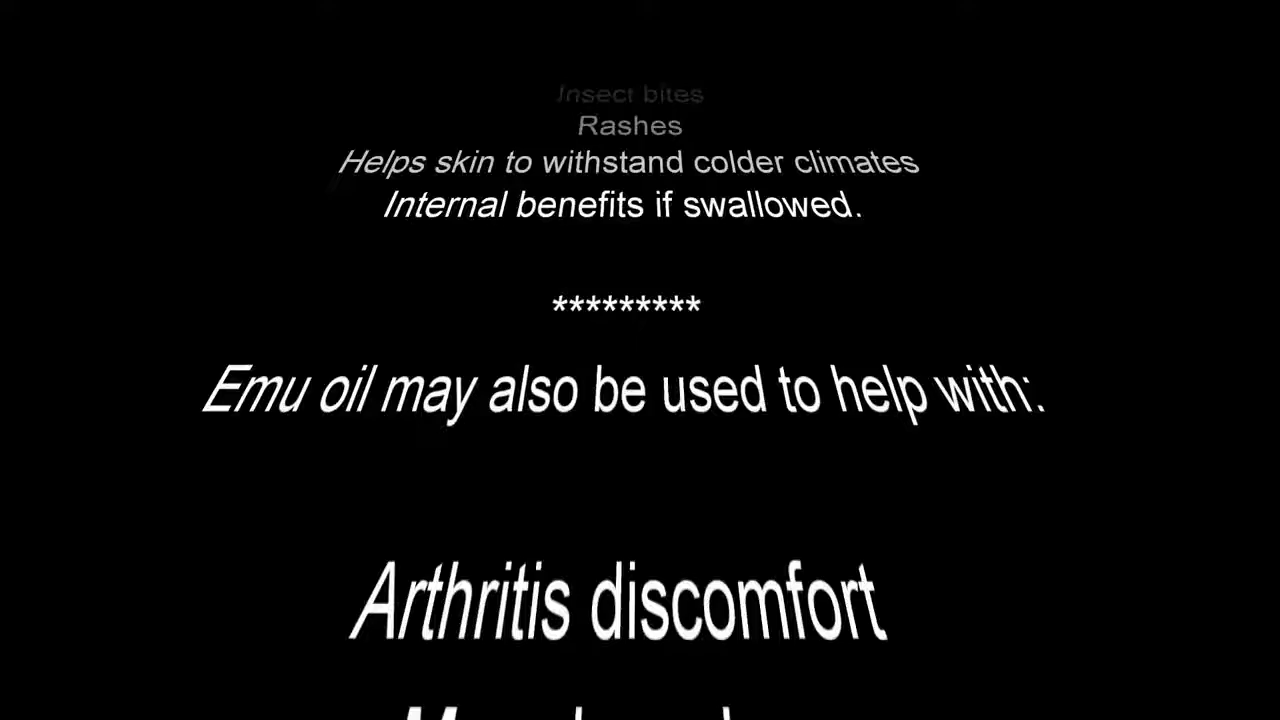 Insect bites
Rashes
Helps skin to withstand colder climates
Internal benefits if swallowed.
*********
Emu oil may also be used to help with:
Arthritis discomfort